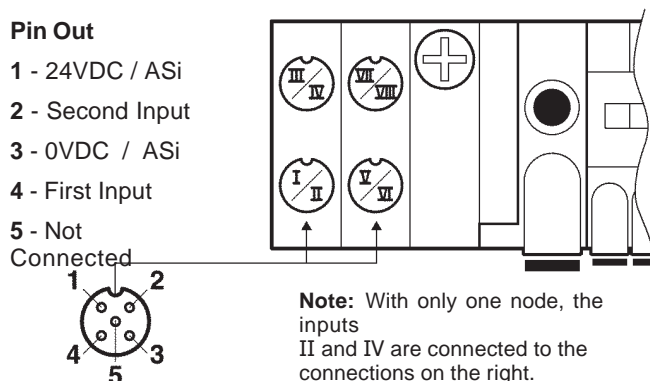 Pin Out
1 - 24VDC / ASi
2 - Second Input
3 - 0VDC / ASi
4 - First Input
5 - Not
Connected
III
IV
VII
VIII
I
II
V
VI
1
2
4
3
5
Note: With only one node, the
inputs
II and IV are connected to the
connections on the right.